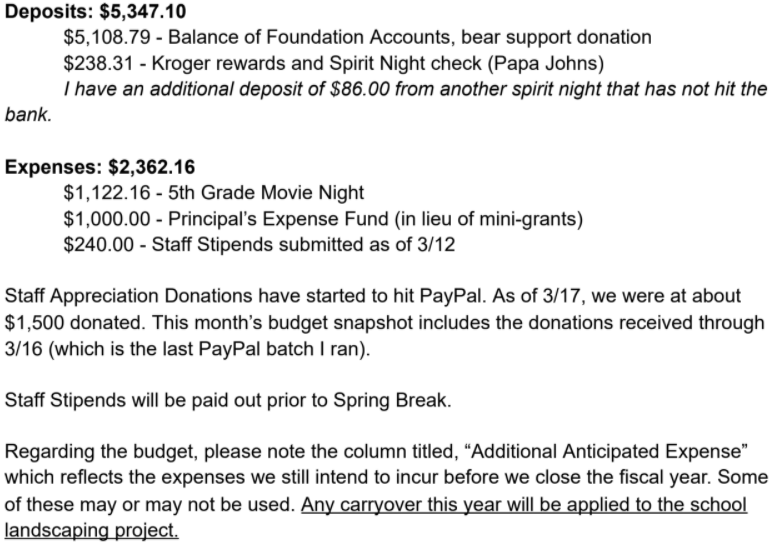 Deposits: $5,347.10
$5,108.79 - Balance of Foundation Accounts, bear support donation
$238.31 - Kroger rewards and Spirit Night check (Papa Johns)
I have an additional deposit of $86.00 from another spirit night that has not hit the
bank.
Expenses: $2,362.16
$1,122.16 - 5th Grade Movie Night
$1,000.00 - Principal's Expense Fund (in lieu of mini-grants)
$240.00 - Staff Stipends submitted as of 3/12
Staff Appreciation Donations have started to hit PayPal. As of 3/17, we were at about
$1,500 donated. This month's budget snapshot includes the donations received through
3/16 (which is the last PayPal batch I ran).
Staff Stipends will be paid out prior to Spring Break.
Regarding the budget, please note the column titled, “Additional Anticipated Expense”
which reflects the expenses we still intend to incur before we close the fiscal year. Some
of these may or may not be used. Any carryover this year will be applied to the school
landscaping project.